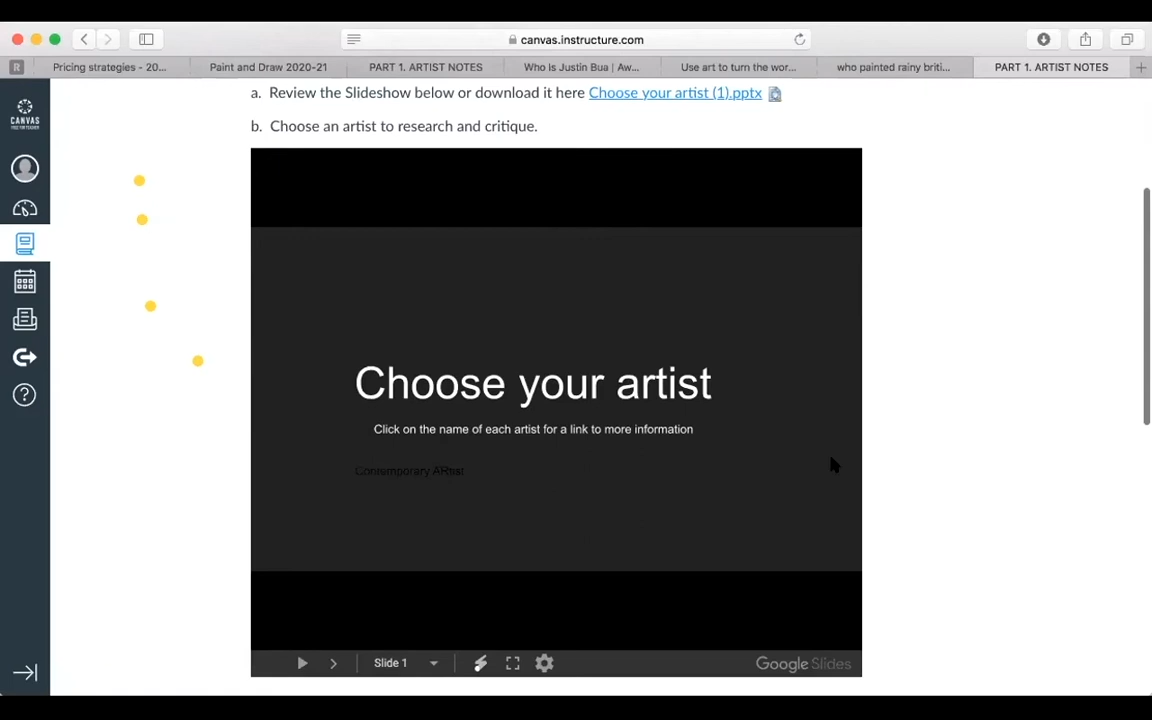 canvas.instructure.com
R
Pricing strategies - 20...
Paint and Draw 2020-21
PART 1. ARTIST NOTES
Who Is Justin Bua | Aw...
Use art to turn the wor...
who painted rainy briti...
PART 1. ARTIST NOTES
CANVAS
a. Review the Slideshow below or download it here Choose your artist (1).pptx
b. Choose an artist to research and critique.
Choose your artist
Click on the name of each artist for a link to more information
Contemporary ARtist
Slide 1
Google Slides